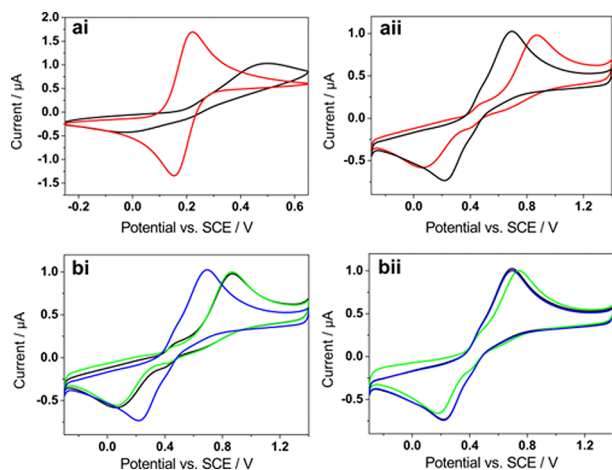 ai
Current / μA
2.0
1.5
1.0
0.5
0.0
-0.5
-1.0
-1.5
-0.2 0.0 0.2 0.4 0.6
Potential vs. SCE / V
aii
Current / μA
1.0
0.5
0.0
-0.5
0.0 0.4 0.8 1.2
Potential vs. SCE / V
bi
Current / μA
1.0
0.5
0.0
-0.5
0.0 0.4 0.8 1.2
Potential vs. SCE / V
bii
Current / μA
1.0
0.5
0.0
-0.5
0.0 0.4 0.8 1.2
Potential vs. SCE / V